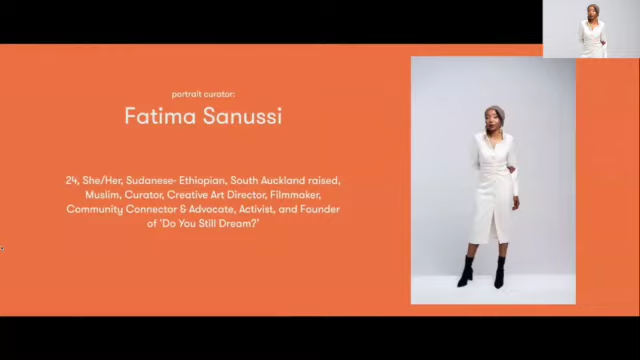 portrait curator:
Fatima Sanussi
24, She/Her, Sudanese- Ethiopian, South Auckland raised,
Muslim, Curator, Creative Art Director, Filmmaker,
Community Connector & Advocate, Activist, and Founder
of ‘Do You Still Dream?’